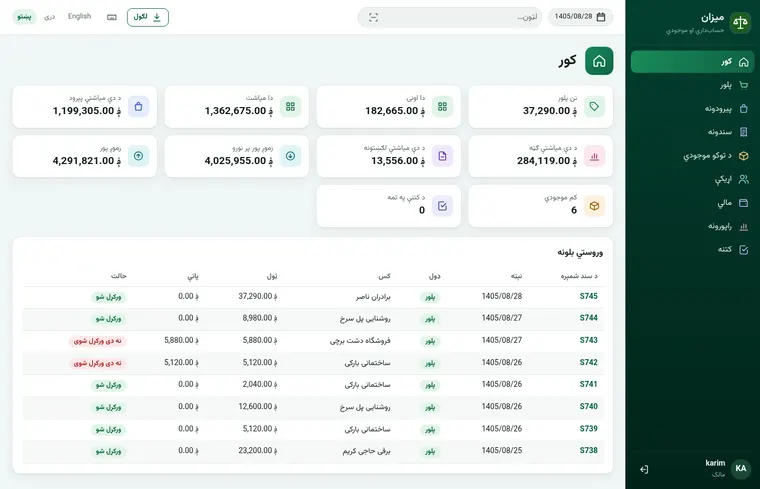 میزان
حساب‌داري او موجودي
کور
پلور
پیرودونه
سندونه
د توکو موجودي
اړیکې
مالي
راپورونه
کتنه
karim
مالک
KA
1405/08/28
لټون...
لګول
English
دری
پښتو
کور
نن پلور
؋ 37,290.00
دا اونۍ
؋ 182,665.00
دا میاشت
؋ 1,362,675.00
د دې میاشتې پیرود
؋ 1,199,305.00
د دې میاشتې ګټه
؋ 284,119.00
د دې میاشتې لګښتونه
؋ 13,556.00
زموږ پور پر نورو
؋ 4,025,955.00
زموږ پور
؋ 4,291,821.00
کم موجودي
6
د کتنې په تمه
0
وروستي بلونه
د سند شمېره نېټه ډول کس ټول پاتې حالت
S745 1405/08/28 پلور برادران ناصر ؋ 37,290.00 ؋ 0.00 ورکړل شو
S744 1405/08/27 پلور روشنایی پل سرخ ؋ 8,980.00 ؋ 0.00 ورکړل شو
S743 1405/08/27 پلور فروشگاه دشت برچی ؋ 5,880.00 ؋ 5,880.00 نه دی ورکړل شوی
S742 1405/08/26 پلور ساختمانی بارکی ؋ 5,120.00 ؋ 5,120.00 نه دی ورکړل شوی
S741 1405/08/26 پلور ساختمانی بارکی ؋ 2,040.00 ؋ 0.00 ورکړل شو
S740 1405/08/26 پلور روشنایی پل سرخ ؋ 12,600.00 ؋ 0.00 ورکړل شو
S739 1405/08/26 پلور ساختمانی بارکی ؋ 5,120.00 ؋ 0.00 ورکړل شو
S738 1405/08/25 پلور برقی حاجی کریم ؋ 23,200.00 ؋ 0.00 ورکړل شو